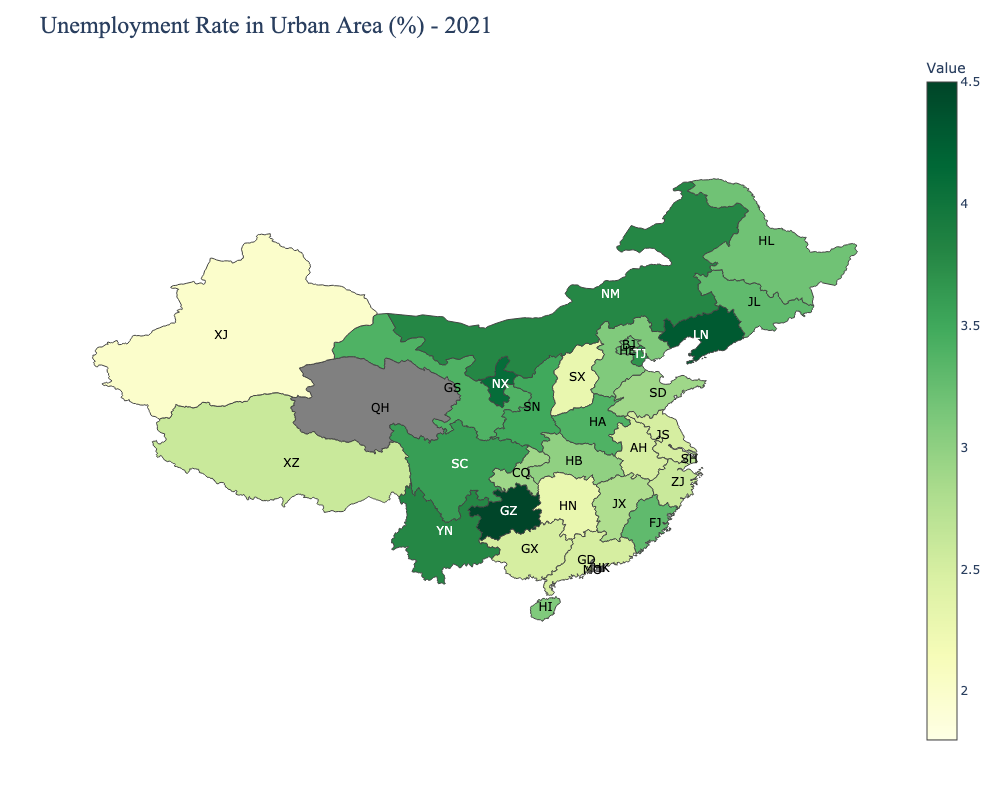 Unemployment Rate in Urban Area (%) - 2021
Value
4.5
4
3.5
3
2.5
2
HL
NM
JL
XJ
LN
BJ
HE
TJ
SX
NX
GS
SD
QH
SN
HA
JS
AH
XZ
SC
HB
SH
CQ
ZJ
HN
JX
GZ
FJ
YN
GX
GD
HK
MO
HI